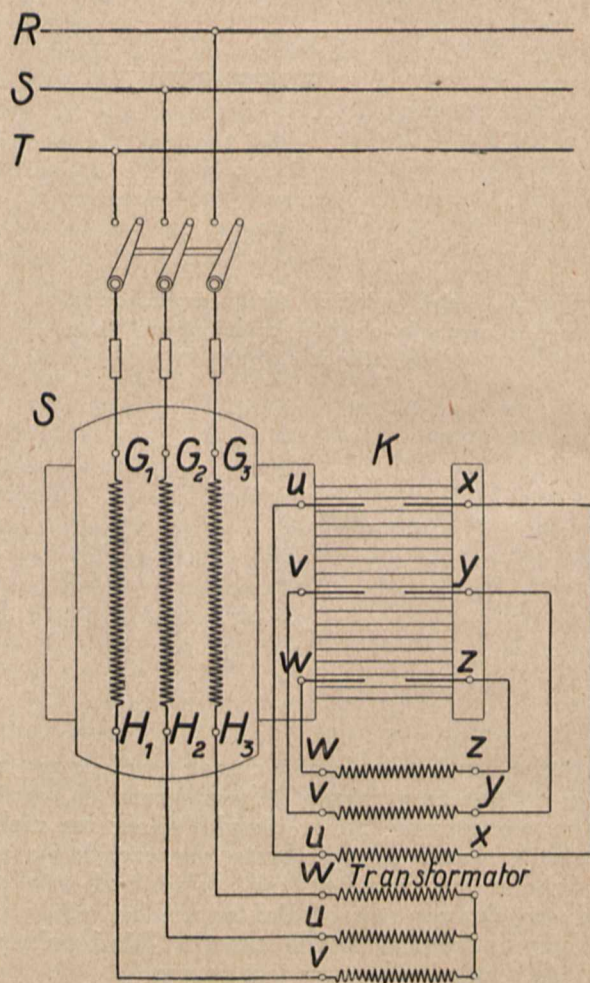 R
S
T
S
G₁ G₂ G₃
K
u x
v y
w z
H₁ H₂ H₃
w z
v y
u x
w Transformator
u
v